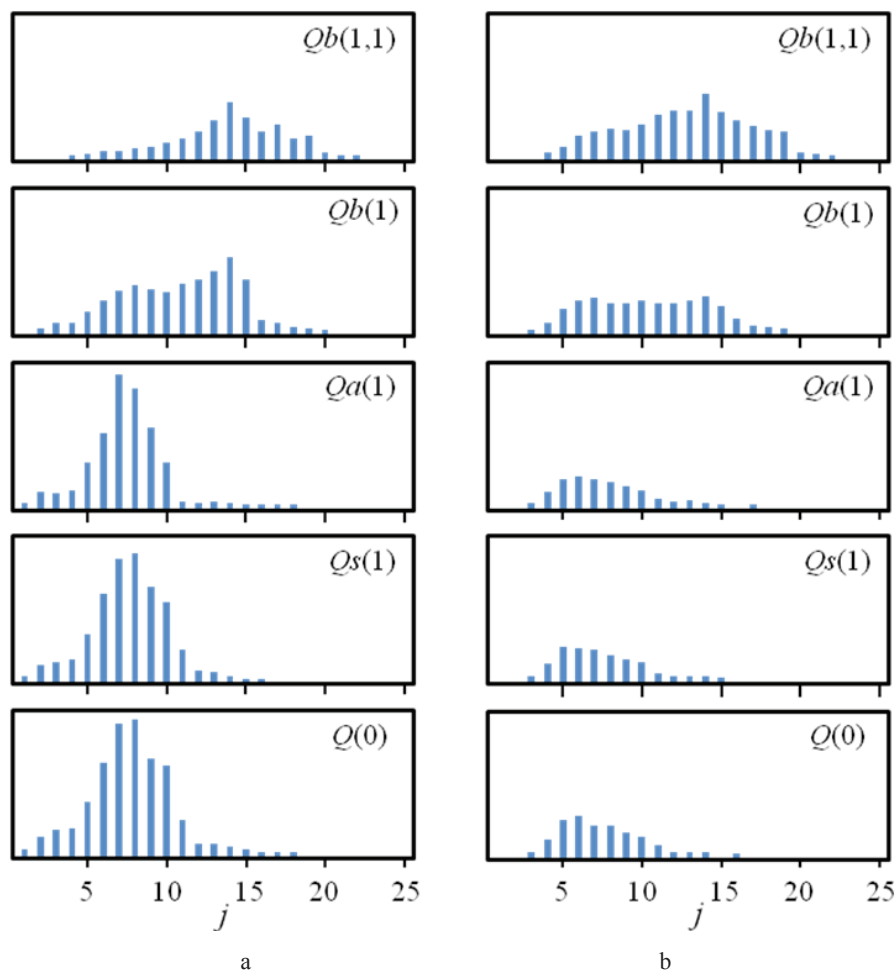 Qb(1,1) Qb(1,1)
Qb(1) Qb(1)
Qa(1) Qa(1)
Qs(1) Qs(1)
Q(0) Q(0)
5 10 15 20 25 5 10 15 20 25
j j
a b